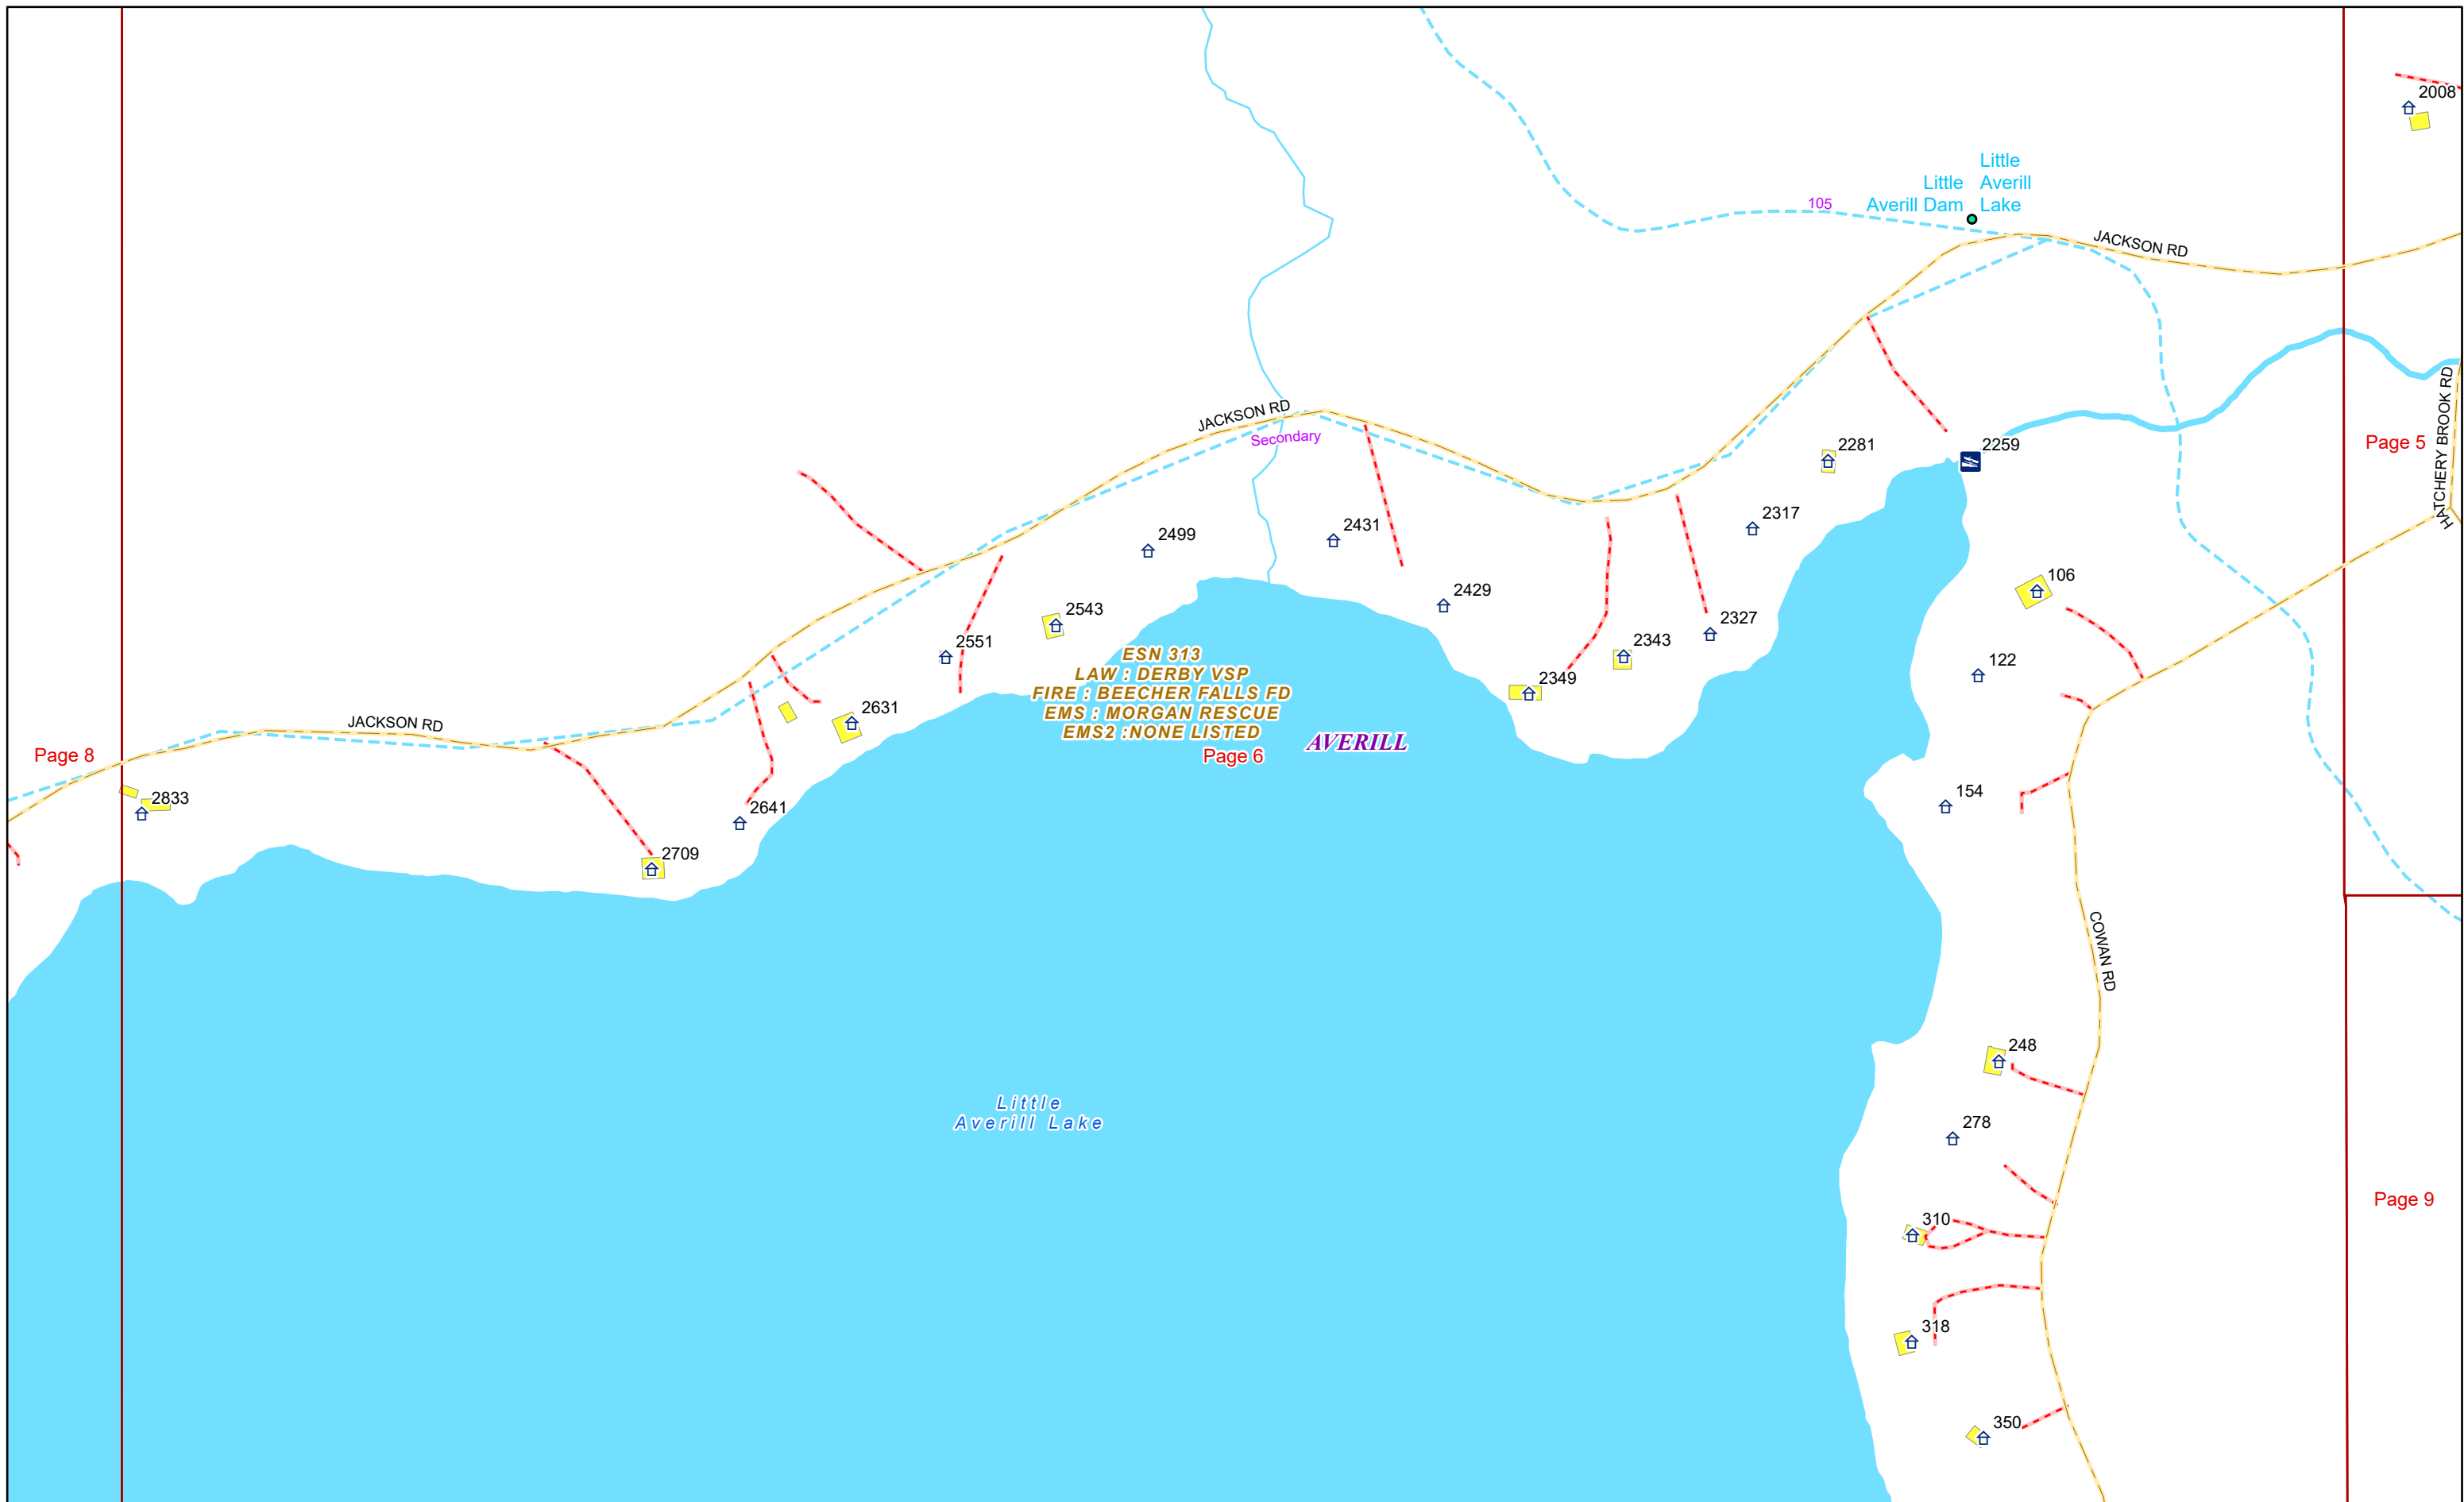 2008
Little
Averill
Lake
Little
Averill Dam
105
JACKSON RD
HATCHERY BROOK RD
Page 5
JACKSON RD
Secondary
2281
2259
2317
2499
2431
2429
2327
2343
2349
2543
2551
106
122
154
ESN 313
LAW : DERBY VSP
FIRE : BEECHER FALLS FD
EMS : MORGAN RESCUE
EMS2 :NONE LISTED
AVERILL
Page 6
2631
JACKSON RD
Page 8
2833
2641
2709
COWAN RD
248
Little
Averill Lake
278
Page 9
310
318
350